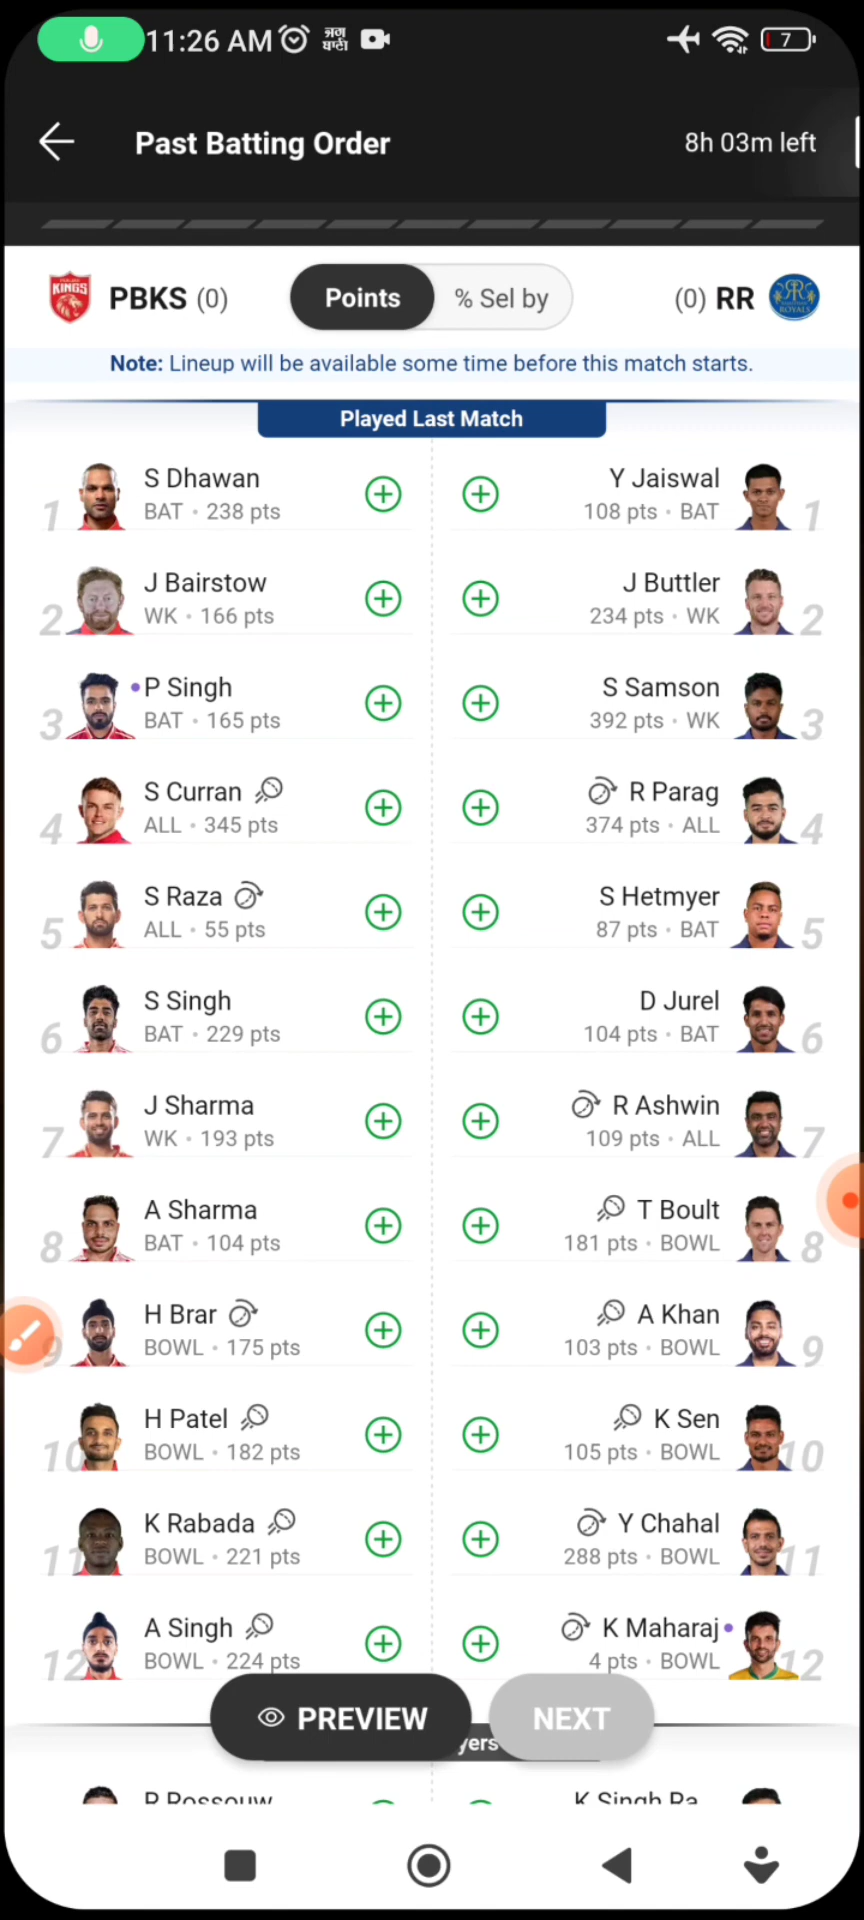 11:26 AM ਜਗ ਬਾਣੀ 7
Past Batting Order 8h 03m left
PBKS (0) Points % Sel by (0) RR
Note: Lineup will be available some time before this match starts.
Played Last Match
1 S Dhawan BAT • 238 pts
Y Jaiswal 108 pts • BAT 1
2 J Bairstow WK • 166 pts
J Buttler 234 pts • WK 2
3 P Singh BAT • 165 pts
S Samson 392 pts • WK 3
4 S Curran ALL • 345 pts
R Parag 374 pts • ALL 4
5 S Raza ALL • 55 pts
S Hetmyer 87 pts • BAT 5
6 S Singh BAT • 229 pts
D Jurel 104 pts • BAT 6
7 J Sharma WK • 193 pts
R Ashwin 109 pts • ALL 7
8 A Sharma BAT • 104 pts
T Boult 181 pts • BOWL 8
9 H Brar BOWL • 175 pts
A Khan 103 pts • BOWL 9
10 H Patel BOWL • 182 pts
K Sen 105 pts • BOWL 10
11 K Rabada BOWL • 221 pts
Y Chahal 288 pts • BOWL 11
12 A Singh BOWL • 224 pts
K Maharaj 4 pts • BOWL 12
PREVIEW NEXT
yers
R Rossouw K Singh Ra